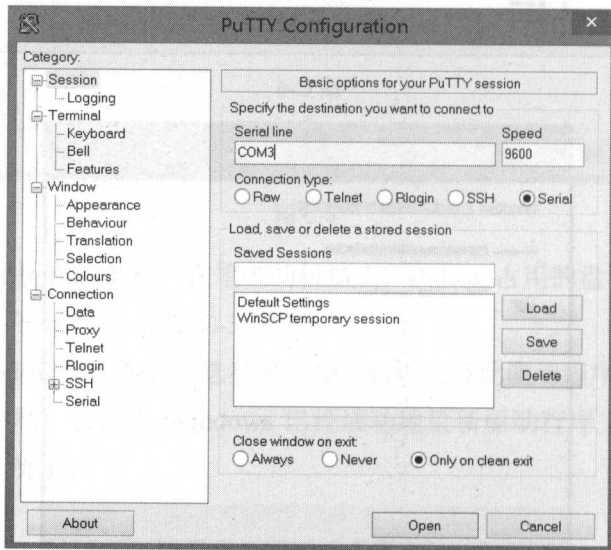 PuTTY Configuration
×
Category:
Session
Logging
Terminal
Keyboard
Bell
Features
Window
Appearance
Behaviour
Translation
Selection
Colours
Connection
Data
Proxy
Telnet
Rlogin
SSH
Serial
Basic options for your PuTTY session
Specify the destination you want to connect to
Serial line
Speed
COM3
9600
Connection type:
Raw Telnet Rlogin SSH Serial
Load, save or delete a stored session
Saved Sessions
Default Settings
WinSCP temporary session
Load
Save
Delete
Close window on exit:
Always Never Only on clean exit
About
Open
Cancel